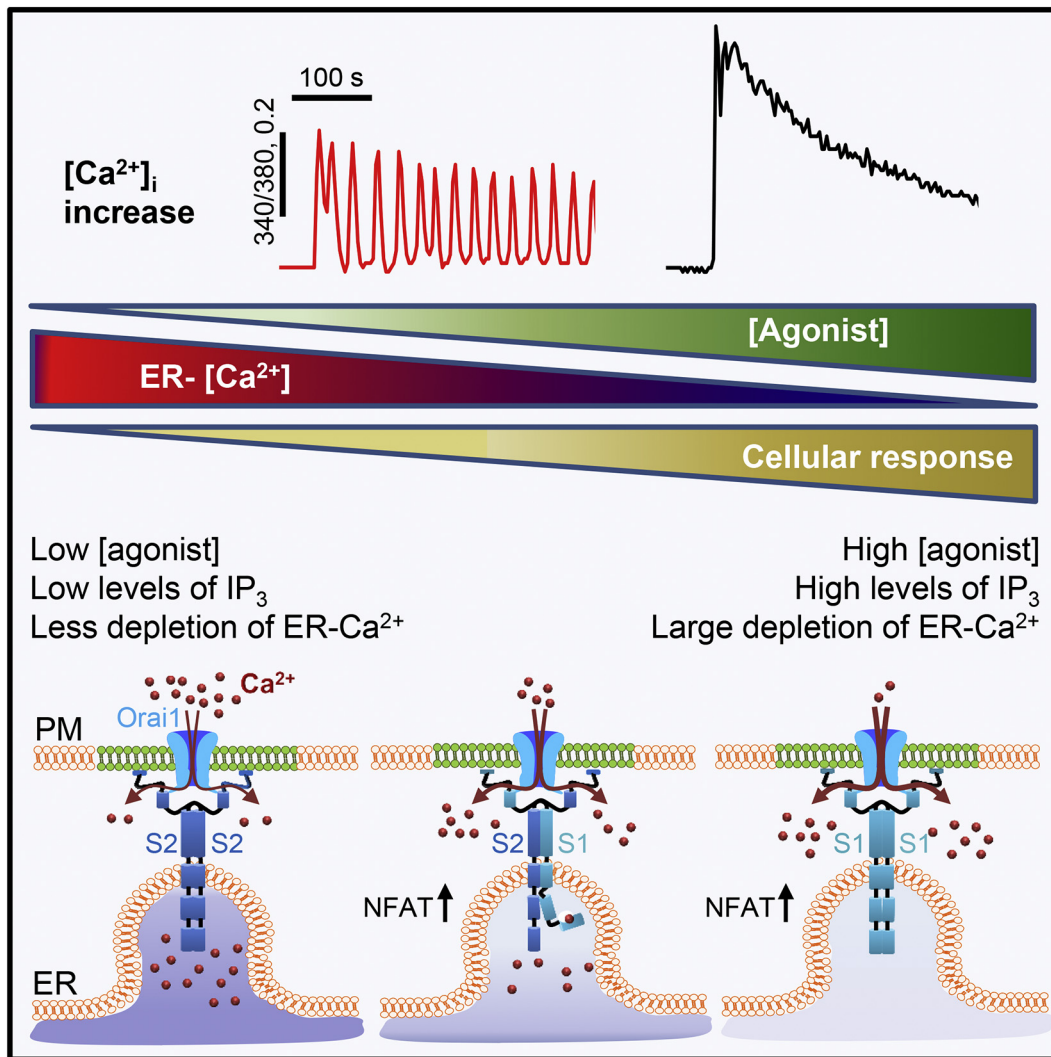 100 s
340/380, 0.2
[Ca²⁺]ᵢ
increase
[Agonist]
ER- [Ca²⁺]
Cellular response
Low [agonist]
Low levels of IP₃
Less depletion of ER-Ca²⁺
High [agonist]
High levels of IP₃
Large depletion of ER-Ca²⁺
Ca²⁺
Orai1
PM
S2 S2
S2 S1
S1 S1
NFAT
NFAT
ER